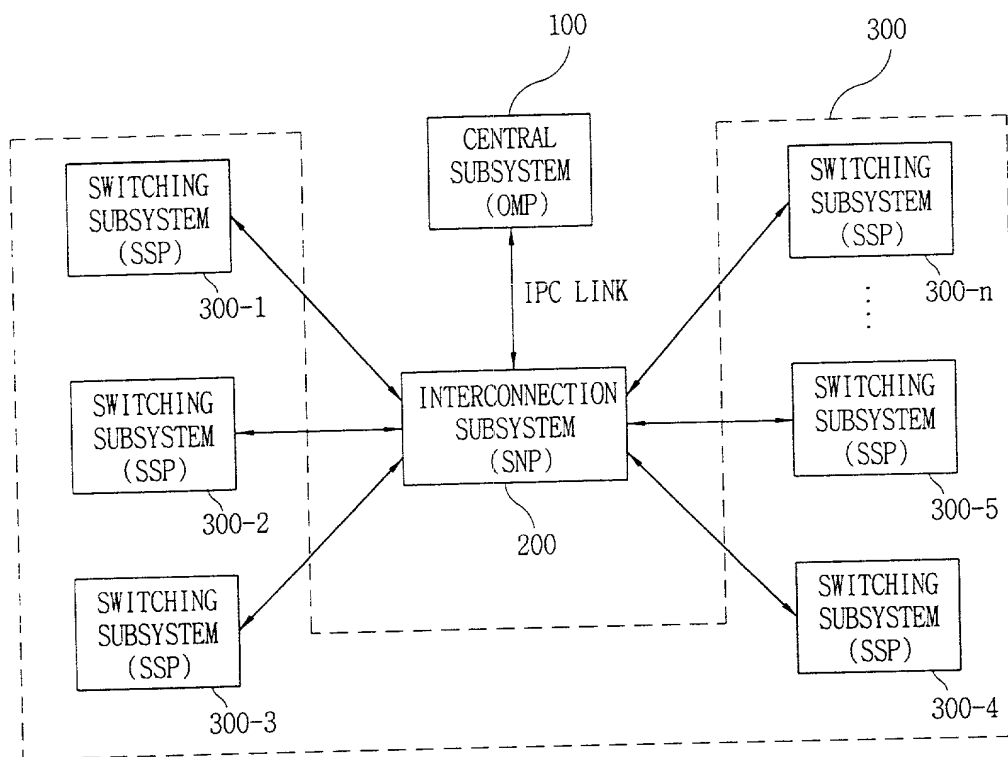 100
300
CENTRAL
SUBSYSTEM
(OMP)
SWITCHING
SUBSYSTEM
(SSP)
300-1
SWITCHING
SUBSYSTEM
(SSP)
300-n
IPC LINK
INTERCONNECTION
SUBSYSTEM
(SNP)
200
SWITCHING
SUBSYSTEM
(SSP)
300-2
SWITCHING
SUBSYSTEM
(SSP)
300-5
SWITCHING
SUBSYSTEM
(SSP)
300-3
SWITCHING
SUBSYSTEM
(SSP)
300-4